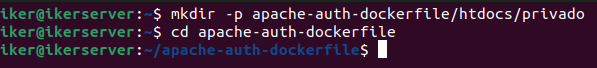 iker@ikerserver:~$ mkdir -p apache-auth-dockerfile/htdocs/privado
iker@ikerserver:~$ cd apache-auth-dockerfile
iker@ikerserver:~/apache-auth-dockerfile$